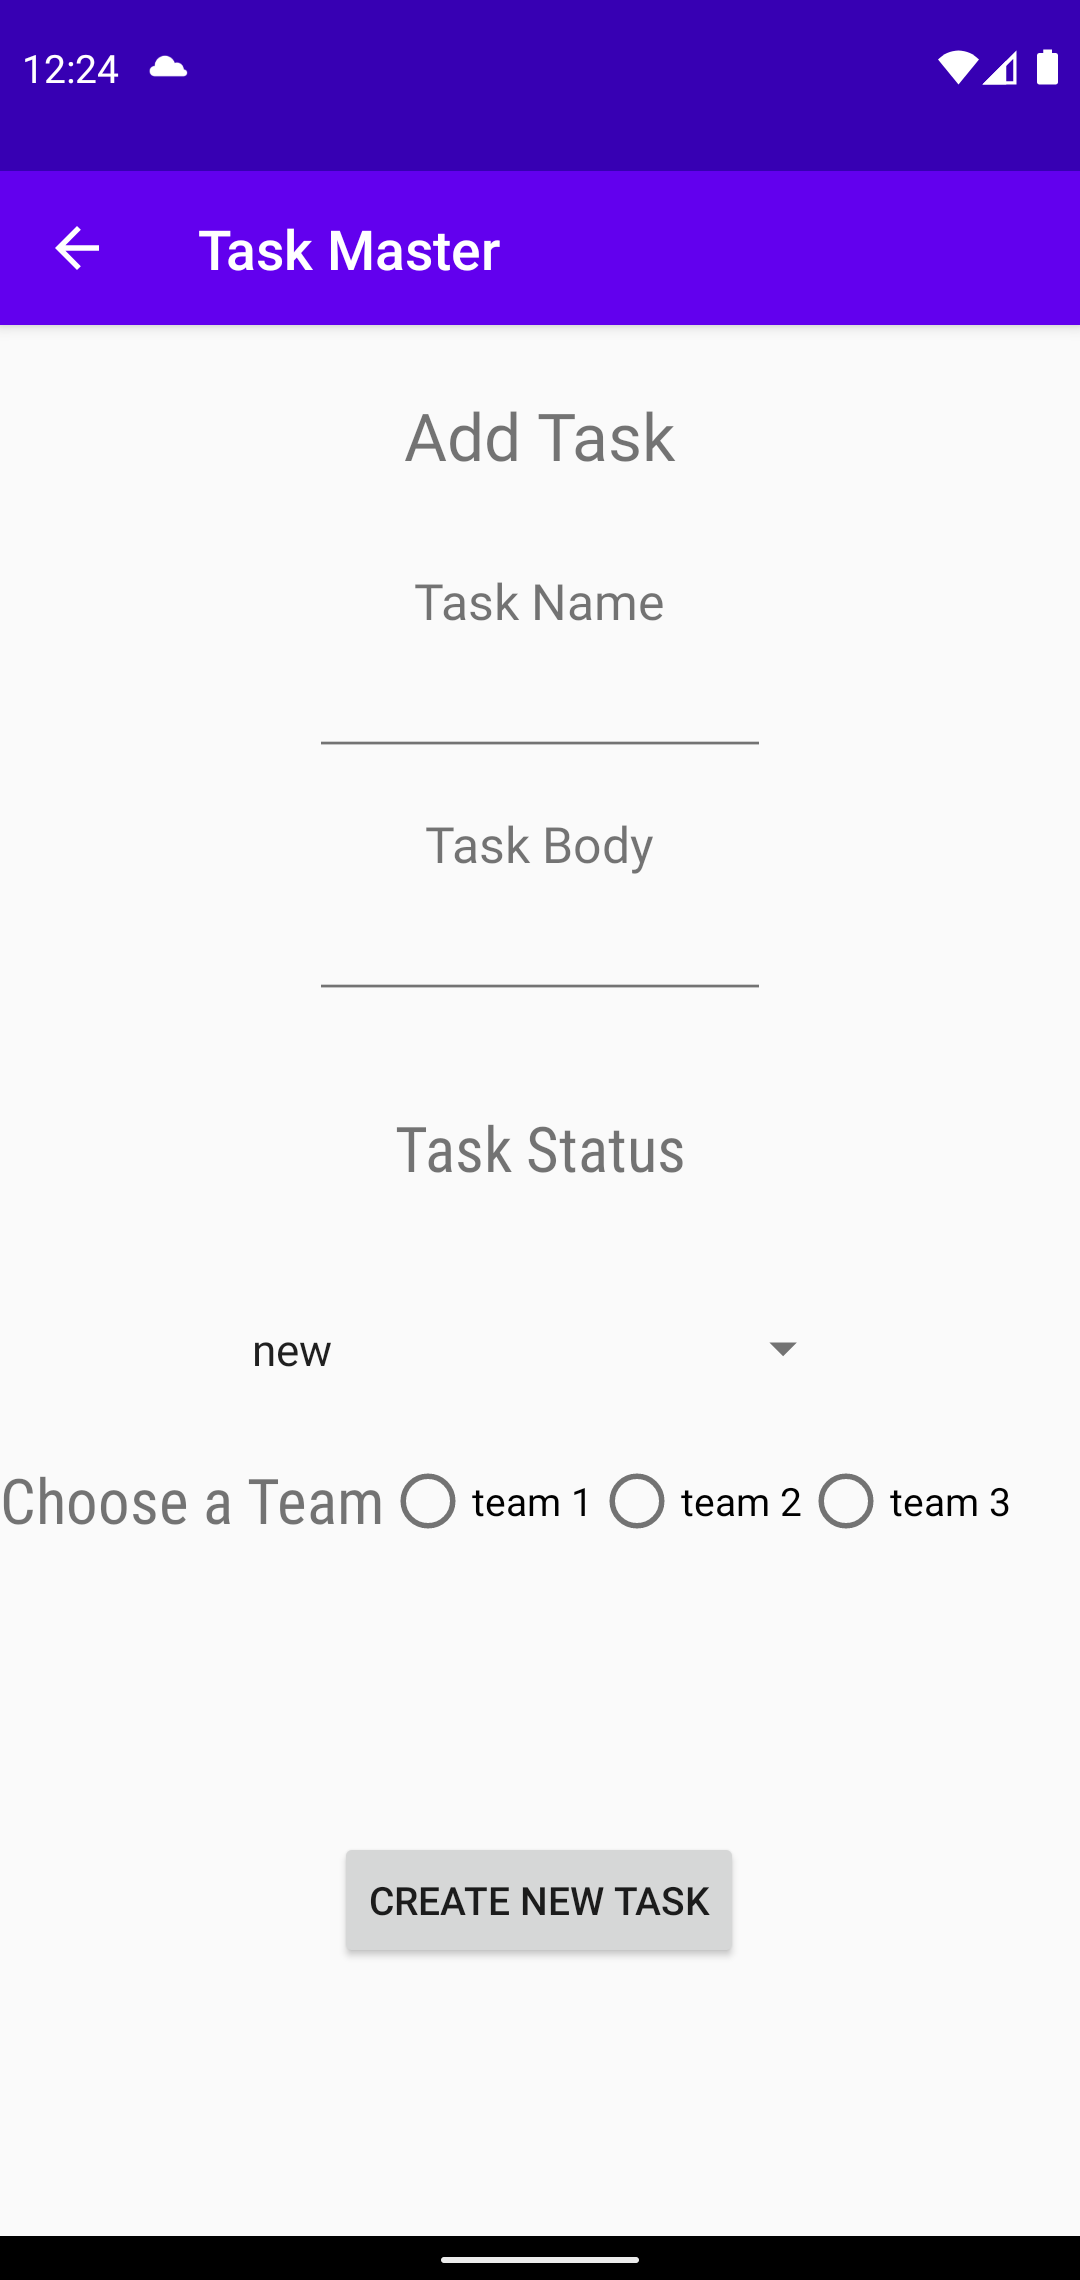 12:24
Task Master
Add Task
Task Name
Task Body
Task Status
new
Choose a Team team 1 team 2 team 3
CREATE NEW TASK